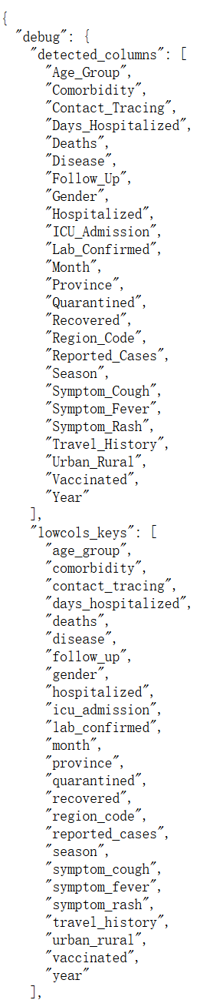 {
"debug": {
"detected_columns": [
"Age_Group",
"Comorbidity",
"Contact_Tracing",
"Days_Hospitalized",
"Deaths",
"Disease",
"Follow_Up",
"Gender",
"Hospitalized",
"ICU_Admission",
"Lab_Confirmed",
"Month",
"Province",
"Quarantined",
"Recovered",
"Region_Code",
"Reported_Cases",
"Season",
"Symptom_Cough",
"Symptom_Fever",
"Symptom_Rash",
"Travel_History",
"Urban_Rural",
"Vaccinated",
"Year"
],
"lowcols_keys": [
"age_group",
"comorbidity",
"contact_tracing",
"days_hospitalized",
"deaths",
"disease",
"follow_up",
"gender",
"hospitalized",
"icu_admission",
"lab_confirmed",
"month",
"province",
"quarantined",
"recovered",
"region_code",
"reported_cases",
"season",
"symptom_cough",
"symptom_fever",
"symptom_rash",
"travel_history",
"urban_rural",
"vaccinated",
"year"
],